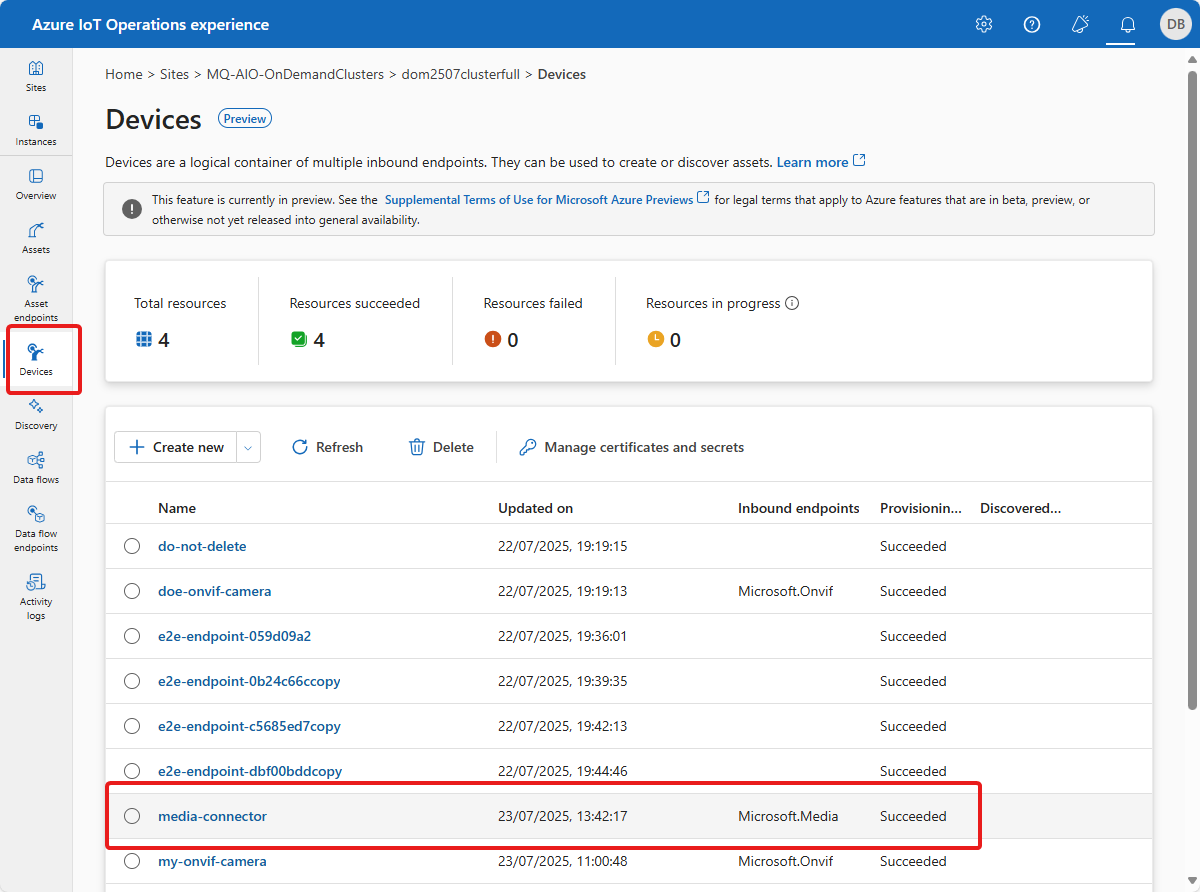 Azure IoT Operations experience
DB
Sites
Instances
Overview
Assets
Asset
endpoints
Devices
Discovery
Data flows
Data flow
endpoints
Activity
logs
Home > Sites > MQ-AIO-OnDemandClusters > dom2507clusterfull > Devices
Devices Preview
Devices are a logical container of multiple inbound endpoints. They can be used to create or discover assets. Learn more
This feature is currently in preview. See the Supplemental Terms of Use for Microsoft Azure Previews for legal terms that apply to Azure features that are in beta, preview, or
otherwise not yet released into general availability.
Total resources Resources succeeded Resources failed Resources in progress
4 4 0 0
Create new Refresh Delete Manage certificates and secrets
Name Updated on Inbound endpoints Provisionin... Discovered...
do-not-delete 22/07/2025, 19:19:15 Succeeded
doe-onvif-camera 22/07/2025, 19:19:13 Microsoft.Onvif Succeeded
e2e-endpoint-059d09a2 22/07/2025, 19:36:01 Succeeded
e2e-endpoint-0b24c66ccopy 22/07/2025, 19:39:35 Succeeded
e2e-endpoint-c5685ed7copy 22/07/2025, 19:42:13 Succeeded
e2e-endpoint-dbf00bddcopy 22/07/2025, 19:44:46 Succeeded
media-connector 23/07/2025, 13:42:17 Microsoft.Media Succeeded
my-onvif-camera 23/07/2025, 11:00:48 Microsoft.Onvif Succeeded